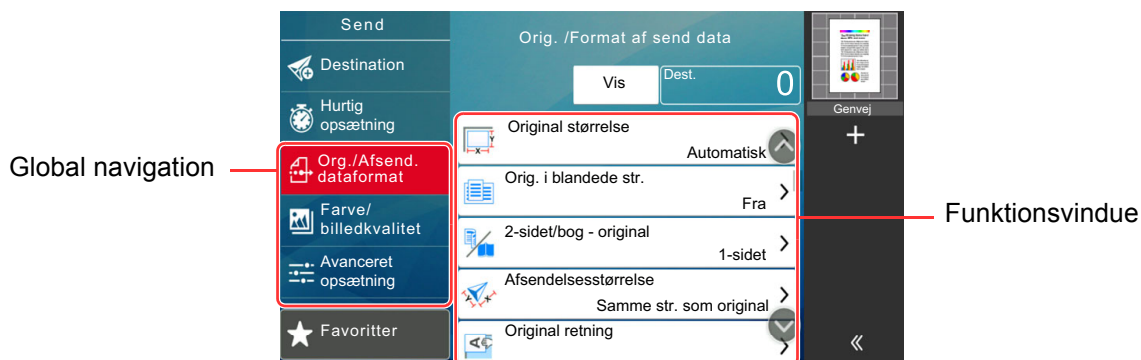 Send
Destination
Hurtig
opsætning
Org./Afsend.
dataformat
Farve/
billedkvalitet
Avanceret
opsætning
Favoritter
Global navigation
Orig. /Format af send data
Vis
Dest.
0
Original størrelse
Automatisk
Orig. i blandede str.
Fra
2-sidet/bog - original
1-sidet
Afsendelsesstørrelse
Samme str. som original
Original retning
Genvej
Funktionsvindue